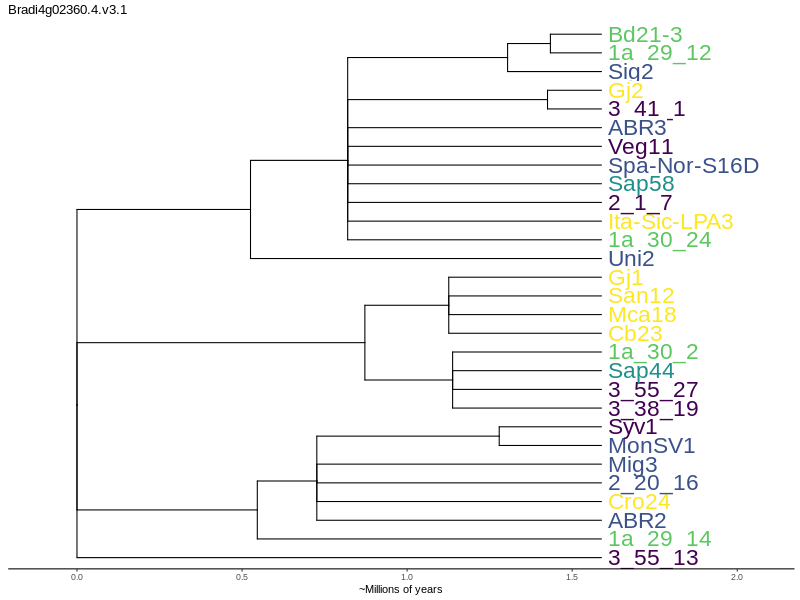 Bradi4g02360.4.v3.1
Bd21-3
1a_29_12
Sig2
Gj2
3_41_1
ABR3
Veg11
Spa-Nor-S16D
Sap58
2_1_7
Ita-Sic-LPA3
1a_30_24
Uni2
Gj1
San12
Mca18
Cb23
1a_30_2
Sap44
3_55_27
3_38_19
Syv1
MonSV1
Mig3
2_20_16
Cro24
ABR2
1a_29_14
3_55_13
0.0 0.5 1.0 1.5 2.0
~Millions of years